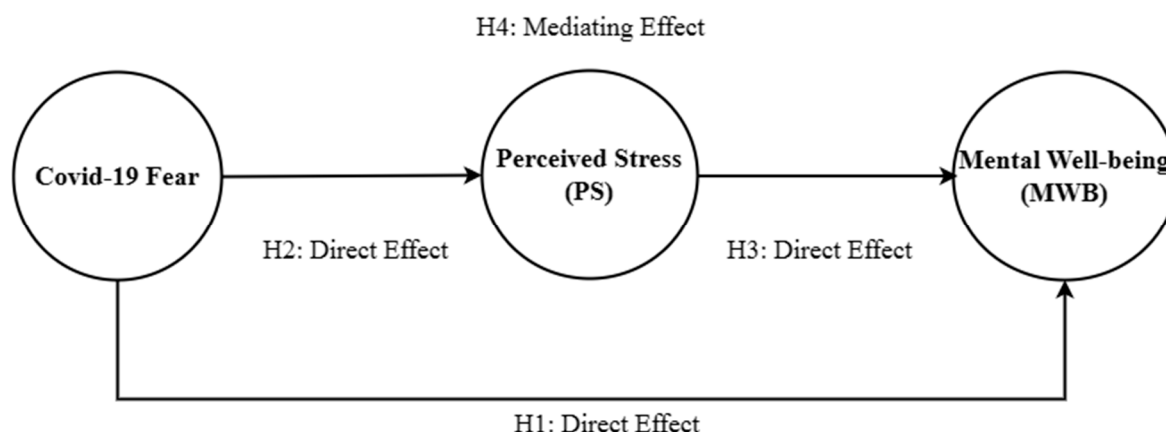 H4: Mediating Effect
Covid-19 Fear
Perceived Stress
(PS)
Mental Well-being
(MWB)
H2: Direct Effect
H3: Direct Effect
H1: Direct Effect